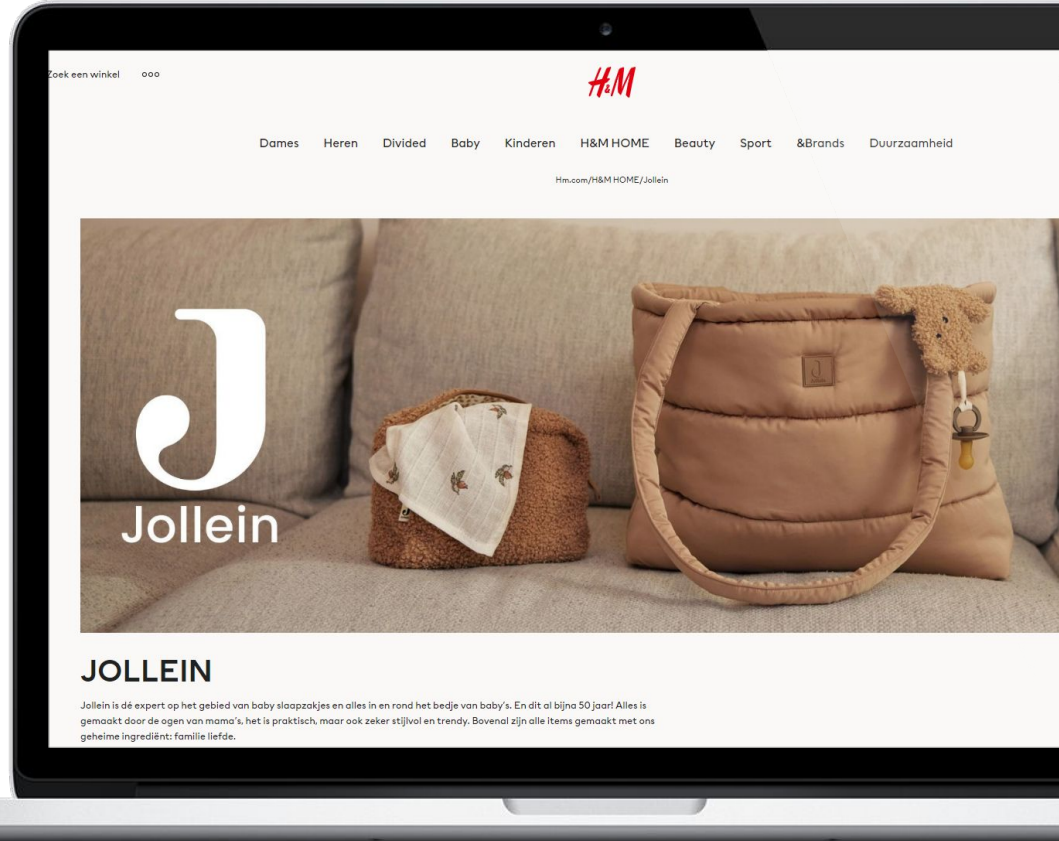 Zoek een winkel ooo
H&M
Dames Heren Divided Baby Kinderen H&M HOME Beauty Sport &Brands Duurzaamheid
Hm.com/H&M HOME/Jollein
J
Jollein
J
JOLLEIN
Jollein is dé expert op het gebied van baby slaapzakjes en alles in en rond het bedje van baby's. En dit al bijna 50 jaar! Alles is
gemaakt door de ogen van mama's, het is praktisch, maar ook zeker stijlvol en trendy. Bovenal zijn alle items gemaakt met ons
geheime ingrediënt: familie liefde.